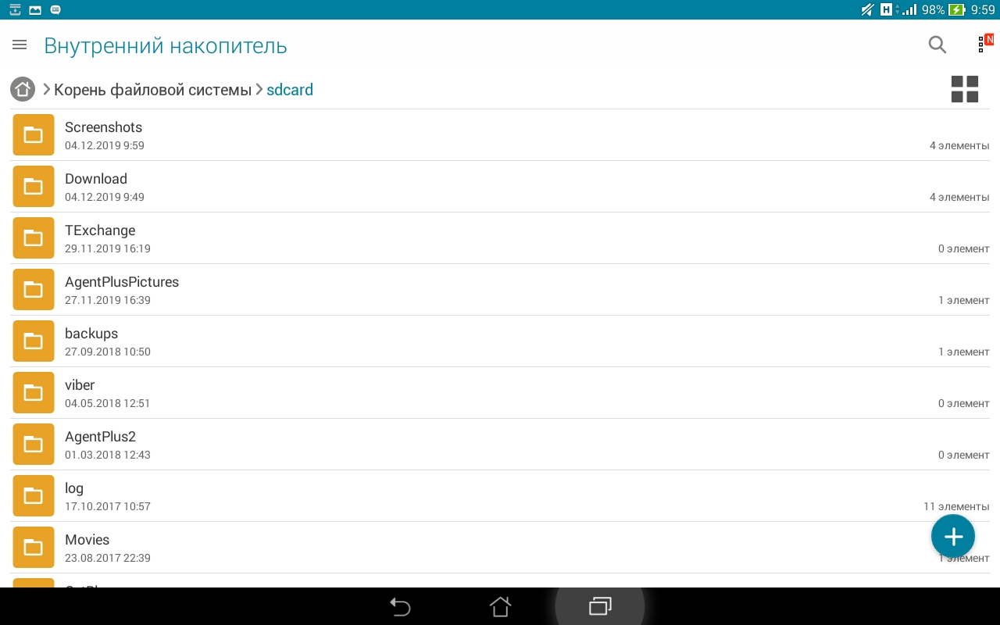 H 98% 9:59
Внутренний накопитель
N
Корень файловой системы sdcard
Screenshots
04.12.2019 9:59
4 элементы
Download
04.12.2019 9:49
4 элементы
TExchange
29.11.2019 16:19
0 элемент
AgentPlusPictures
27.11.2019 16:39
1 элемент
backups
27.09.2018 10:50
1 элемент
viber
04.05.2018 12:51
0 элемент
AgentPlus2
01.03.2018 12:43
0 элемент
log
17.10.2017 10:57
11 элементы
Movies
23.08.2017 22:39
1 элемент